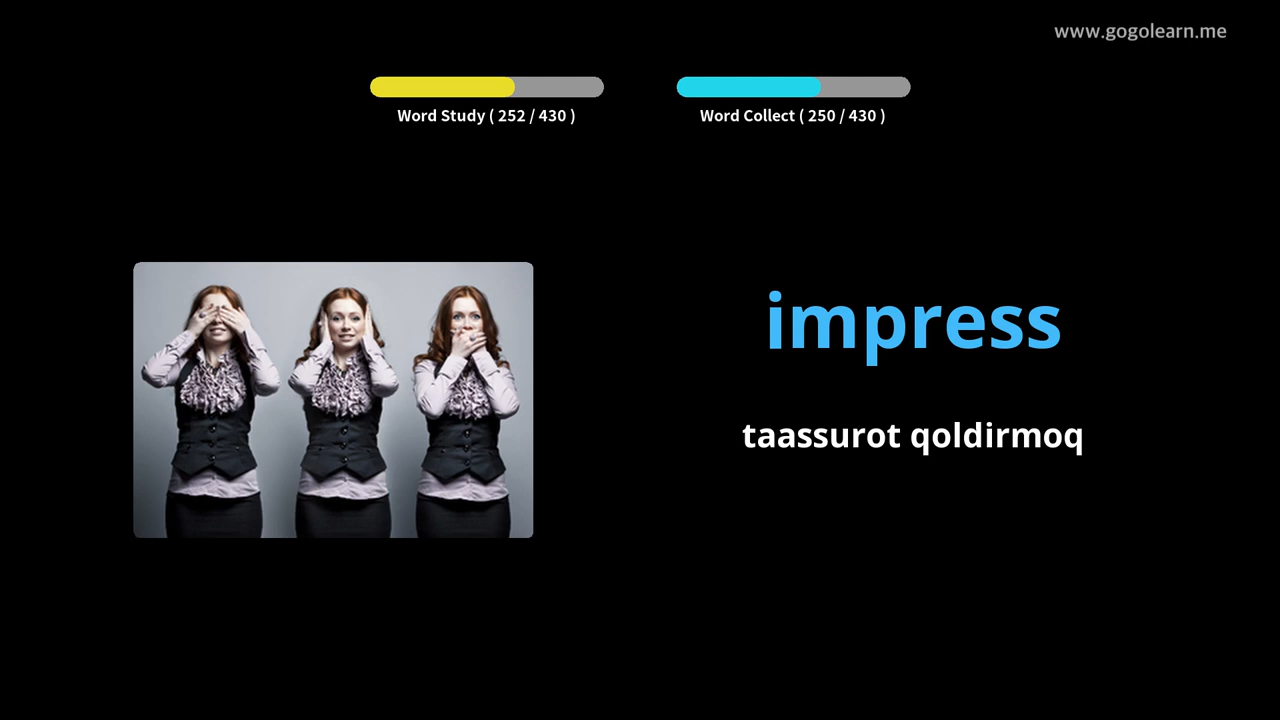 www.gogolearn.me
Word Study ( 252 / 430 )
Word Collect ( 250 / 430 )
impress
taassurot qoldirmoq